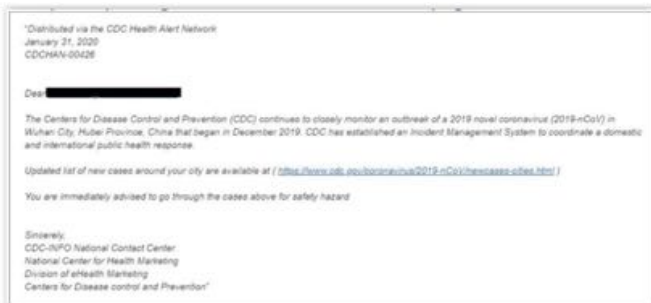 "Distributed via the CDC Health Alert Network
January 31, 2020
CDCHAN-00426
Dear
The Centers for Disease Control and Prevention (CDC) continues to closely monitor an outbreak of a 2019 novel coronavirus (2019-nCoV) in
Wuhan City, Hubei Province, China that began in December 2019. CDC has established an Incident Management System to coordinate a domestic
and international public health response.
Updated list of new cases around your city are available at ( https://www.cdc.gov/coronavirus/2019-nCoV/newcases-cities.html )
You are immediately advised to go through the cases above for safety hazard
Sincerely,
CDC-INFO National Contact Center
National Center for Health Marketing
Division of eHealth Marketing
Centers for Disease control and Prevention"